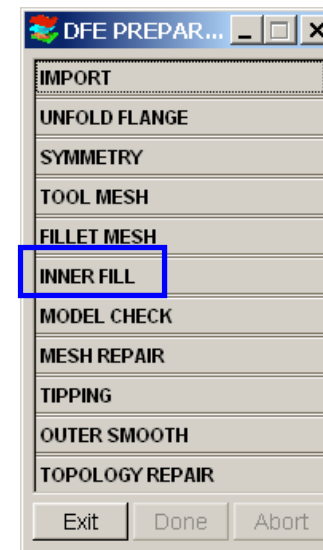 DFE PREPAR...
IMPORT
UNFOLD FLANGE
SYMMETRY
TOOL MESH
FILLET MESH
INNER FILL
MODEL CHECK
MESH REPAIR
TIPPING
OUTER SMOOTH
TOPOLOGY REPAIR
Exit Done Abort